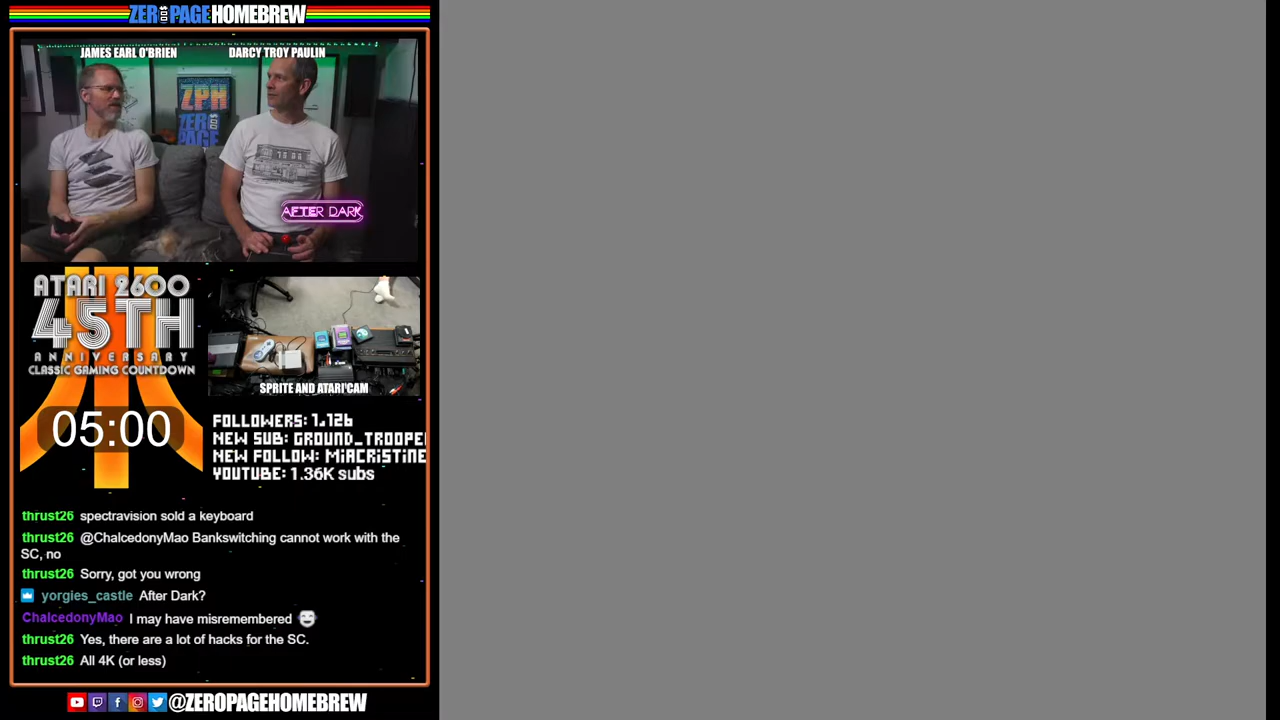 ZEROPAGE HOMEBREW
JAMES EARL O'BRIEN
DARCY TROY PAULIN
ZPH
ZERO
PAGE
AFTER DARK
ATARI 2600
45TH
ANNIVERSARY
CLASSIC GAMING COUNTDOWN
05:00
SPRITE AND ATARI CAM
FOLLOWERS: 1,126
NEW SUB: GROUND_TROOPE
NEW FOLLOW: MIACRISTINE
YOUTUBE: 1.36K subs
thrust26 spectravision sold a keyboard
thrust26 @ChalcedonyMao Bankswitching cannot work with the
SC, no
thrust26 Sorry, got you wrong
yorgies_castle After Dark?
ChalcedonyMao I may have misremembered
thrust26 Yes, there are a lot of hacks for the SC.
thrust26 All 4K (or less)
@ZEROPAGEHOMEBREW